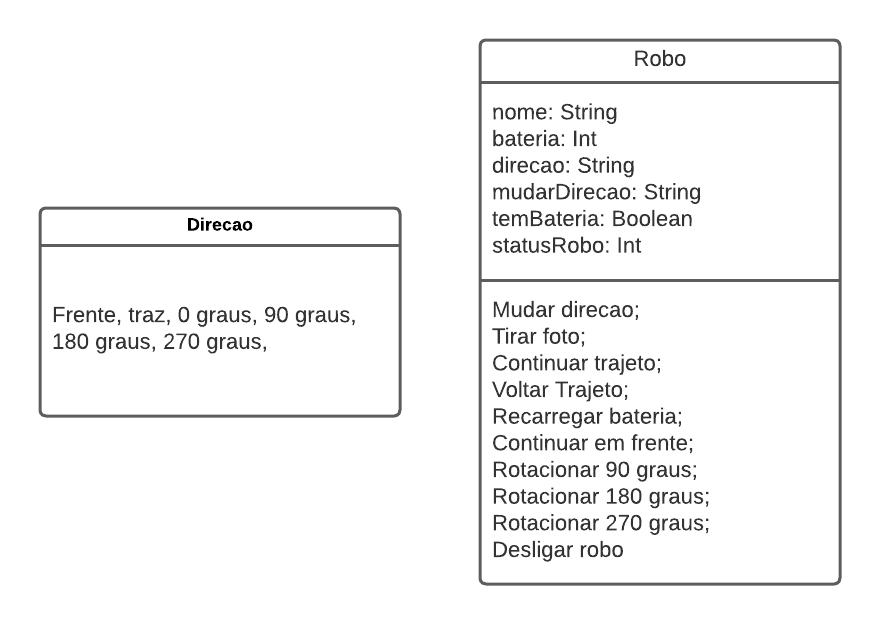 Direcao
Frente, traz, 0 graus, 90 graus,
180 graus, 270 graus,
Robo
nome: String
bateria: Int
direcao: String
mudarDirecao: String
temBateria: Boolean
statusRobo: Int
Mudar direcao;
Tirar foto;
Continuar trajeto;
Voltar Trajeto;
Recarregar bateria;
Continuar em frente;
Rotacionar 90 graus;
Rotacionar 180 graus;
Rotacionar 270 graus;
Desligar robo